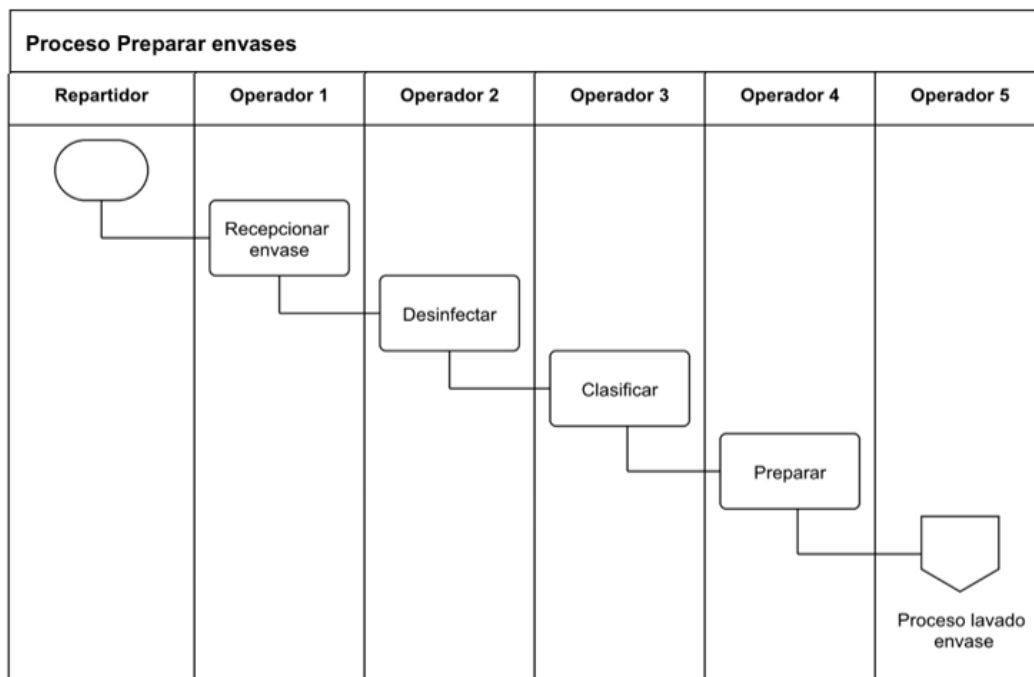 Proceso Preparar envases
Repartidor
Operador 1
Operador 2
Operador 3
Operador 4
Operador 5
Recepcionar
envase
Desinfectar
Clasificar
Preparar
Proceso lavado
envase